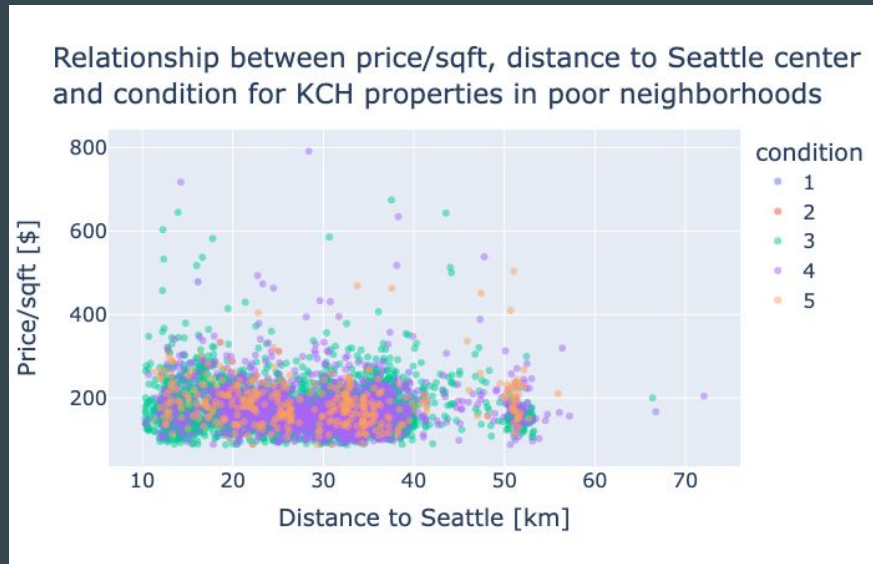 Relationship between price/sqft, distance to Seattle center
and condition for KCH properties in poor neighborhoods
800
600
400
200
Price/sqft [$]
10 20 30 40 50 60 70
Distance to Seattle [km]
condition
1
2
3
4
5